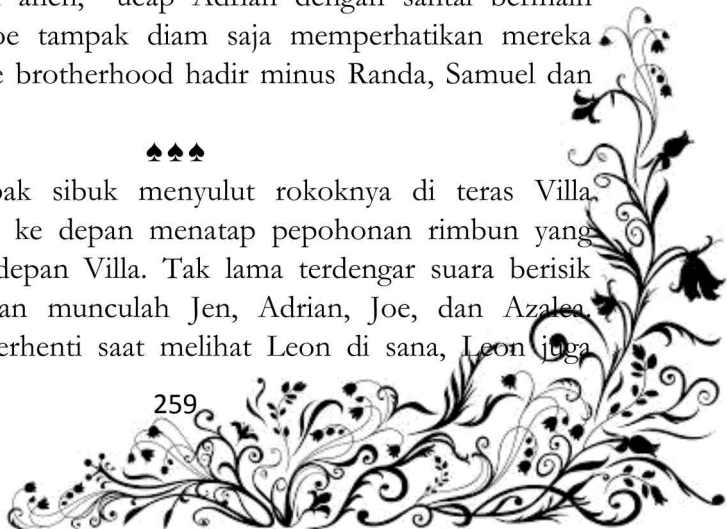 aneh," ucap Adrian dengan santai bermain
oe tampak diam saja memperhatikan mereka
e brotherhood hadir minus Randa, Samuel dan
♠♠♠
pak sibuk menyulut rokoknya di teras Villa
ke depan menatap pepohonan rimbun yang
depan Villa. Tak lama terdengar suara berisik
an munculah Jen, Adrian, Joe, dan Azalea.
erhenti saat melihat Leon di sana, Leon juga
259